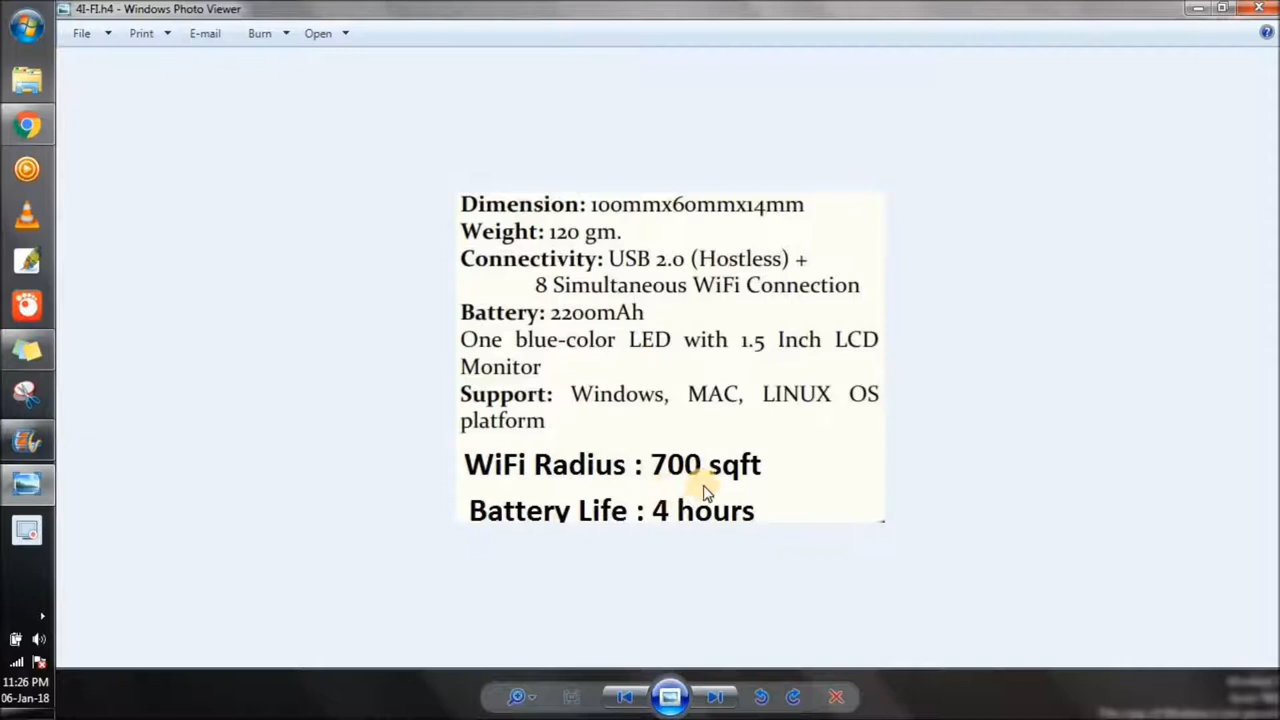 4I-FI.h4 - Windows Photo Viewer
File Print E-mail Burn Open
Dimension: 100mmx60mmx14mm
Weight: 120 gm.
Connectivity: USB 2.0 (Hostless) +
8 Simultaneous WiFi Connection
Battery: 2200mAh
One blue-color LED with 1.5 Inch LCD
Monitor
Support: Windows, MAC, LINUX OS
platform
WiFi Radius : 700 sqft
Battery Life : 4 hours
11:26 PM
06-Jan-18